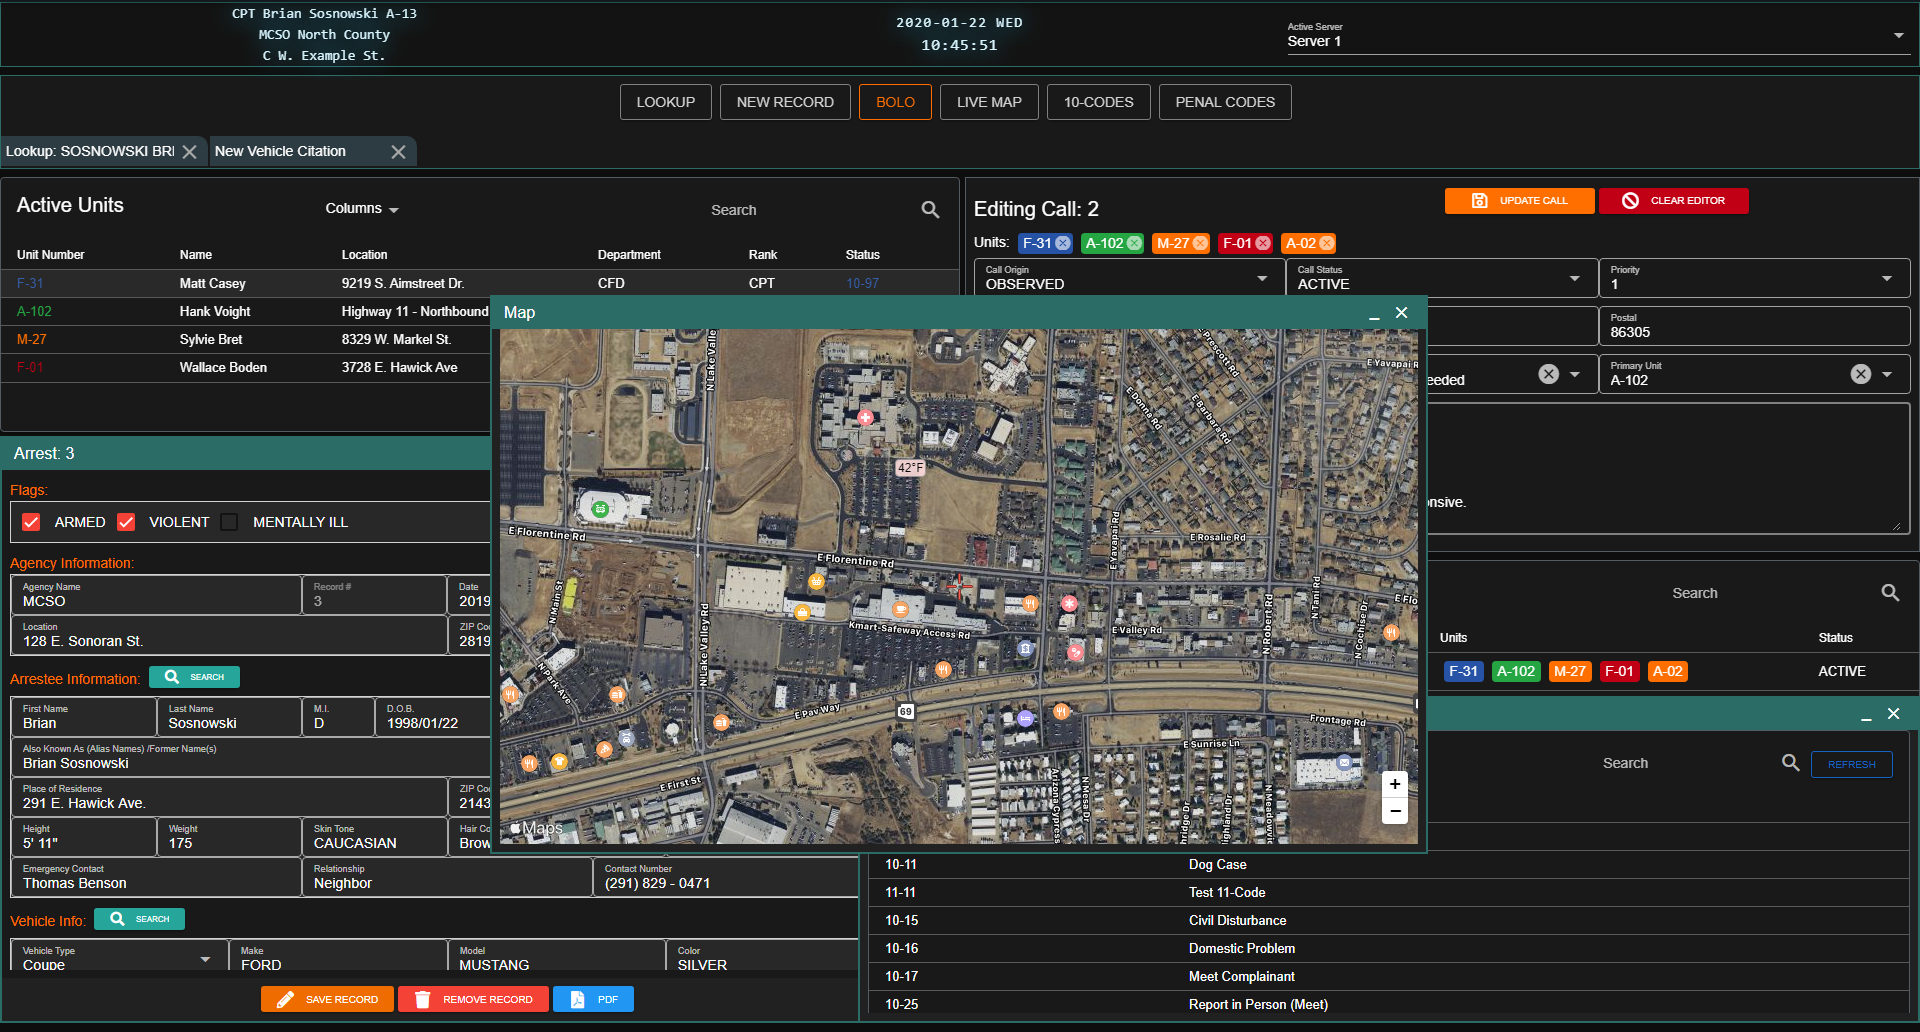 CPT Brian Sosnowski A-13
MCSO North County
C W. Example St.
2020-01-22 WED
10:45:51
Active Server
Server 1
LOOKUP
NEW RECORD
BOLO
LIVE MAP
10-CODES
PENAL CODES
Lookup: SOSNOWSKI BRI
New Vehicle Citation
Active Units
Columns
Search
Unit Number Name Location Department Rank Status
F-31 Matt Casey 9219 S. Aimstreet Dr. CFD CPT 10-97
A-102 Hank Voight Highway 11 - Northbound
M-27 Sylvie Bret 8329 W. Markel St.
F-01 Wallace Boden 3728 E. Hawick Ave
Editing Call: 2
UPDATE CALL
CLEAR EDITOR
Units: F-31 A-102 M-27 F-01 A-02
Call Origin
OBSERVED
Call Status
ACTIVE
Priority
1
Postal
86305
eeded
Primary Unit
A-102
nsive.
Search
Units Status
F-31 A-102 M-27 F-01 A-02 ACTIVE
Search
REFRESH
10-11 Dog Case
11-11 Test 11-Code
10-15 Civil Disturbance
10-16 Domestic Problem
10-17 Meet Complainant
10-25 Report in Person (Meet)
Map
N Lake Valle
Prescott Rd
E Yavapai R
E Donna Rd
E Barbara Rd
42°F
E Florentine Rd
E Yavapai Rd
E Rosalie Rd
E Florentine Rd
N Main St
N Tani Rd
E Flo
N Lake Valley Rd
Kmart-Safeway Access Rd
E Valley Rd
N Robert Rd
N Cochise Dr
N Park Ave
E Pav Way
69
Frontage Rd
E Sunrise Ln
E First St
Arizona Cypress
N Mesa Dr
bridge Dr
ighland Dr
N Meadowvi
Maps
+
−
Arrest: 3
Flags:
ARMED
VIOLENT
MENTALLY ILL
Agency Information:
Agency Name
MCSO
Record #
3
Date
2019
Location
128 E. Sonoran St.
ZIP Co
2819
Arrestee Information:
SEARCH
First Name
Brian
Last Name
Sosnowski
M.I.
D
D.O.B.
1998/01/22
Also Known As (Alias Names) /Former Name(s)
Brian Sosnowski
Place of Residence
291 E. Hawick Ave.
ZIP Co
2143
Height
5' 11"
Weight
175
Skin Tone
CAUCASIAN
Hair Co
Brow
Emergency Contact
Thomas Benson
Relationship
Neighbor
Contact Number
(291) 829 - 0471
Vehicle Info:
SEARCH
Vehicle Type
Coupe
Make
FORD
Model
MUSTANG
Color
SILVER
SAVE RECORD
REMOVE RECORD
PDF